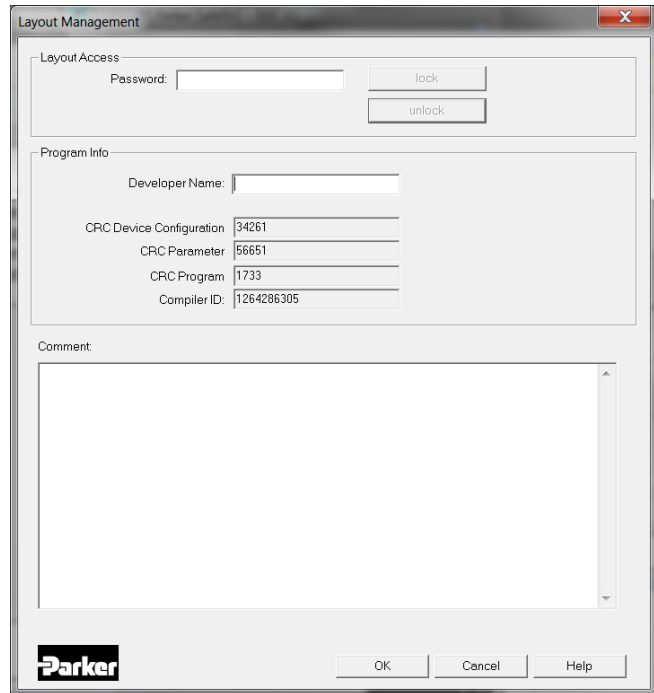 Layout Management
Layout Access
Password:
lock
unlock
Program Info
Developer Name:
CRC Device Configuration 34261
CRC Parameter 56651
CRC Program 1733
Compiler ID: 1264286305
Comment:
Parker
OK Cancel Help